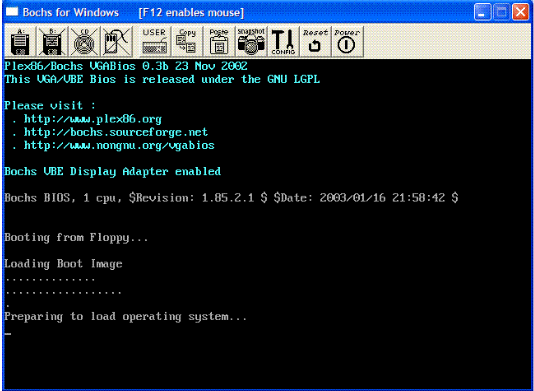 Bochs for Windows [F12 enables mouse]
A: B: CD USER Copy Paste snapshot CONFIG Reset Power
Plex86/Bochs VGABios 0.3b 23 Nov 2002
This VGA/VBE Bios is released under the GNU LGPL
Please visit :
. http://www.plex86.org
. http://bochs.sourceforge.net
. http://www.nongnu.org/vgabios
Bochs VBE Display Adapter enabled
Bochs BIOS, 1 cpu, $Revision: 1.85.2.1 $ $Date: 2003/01/16 21:58:42 $
Booting from Floppy...
Loading Boot Image
..............
..................
.
Preparing to load operating system...
_